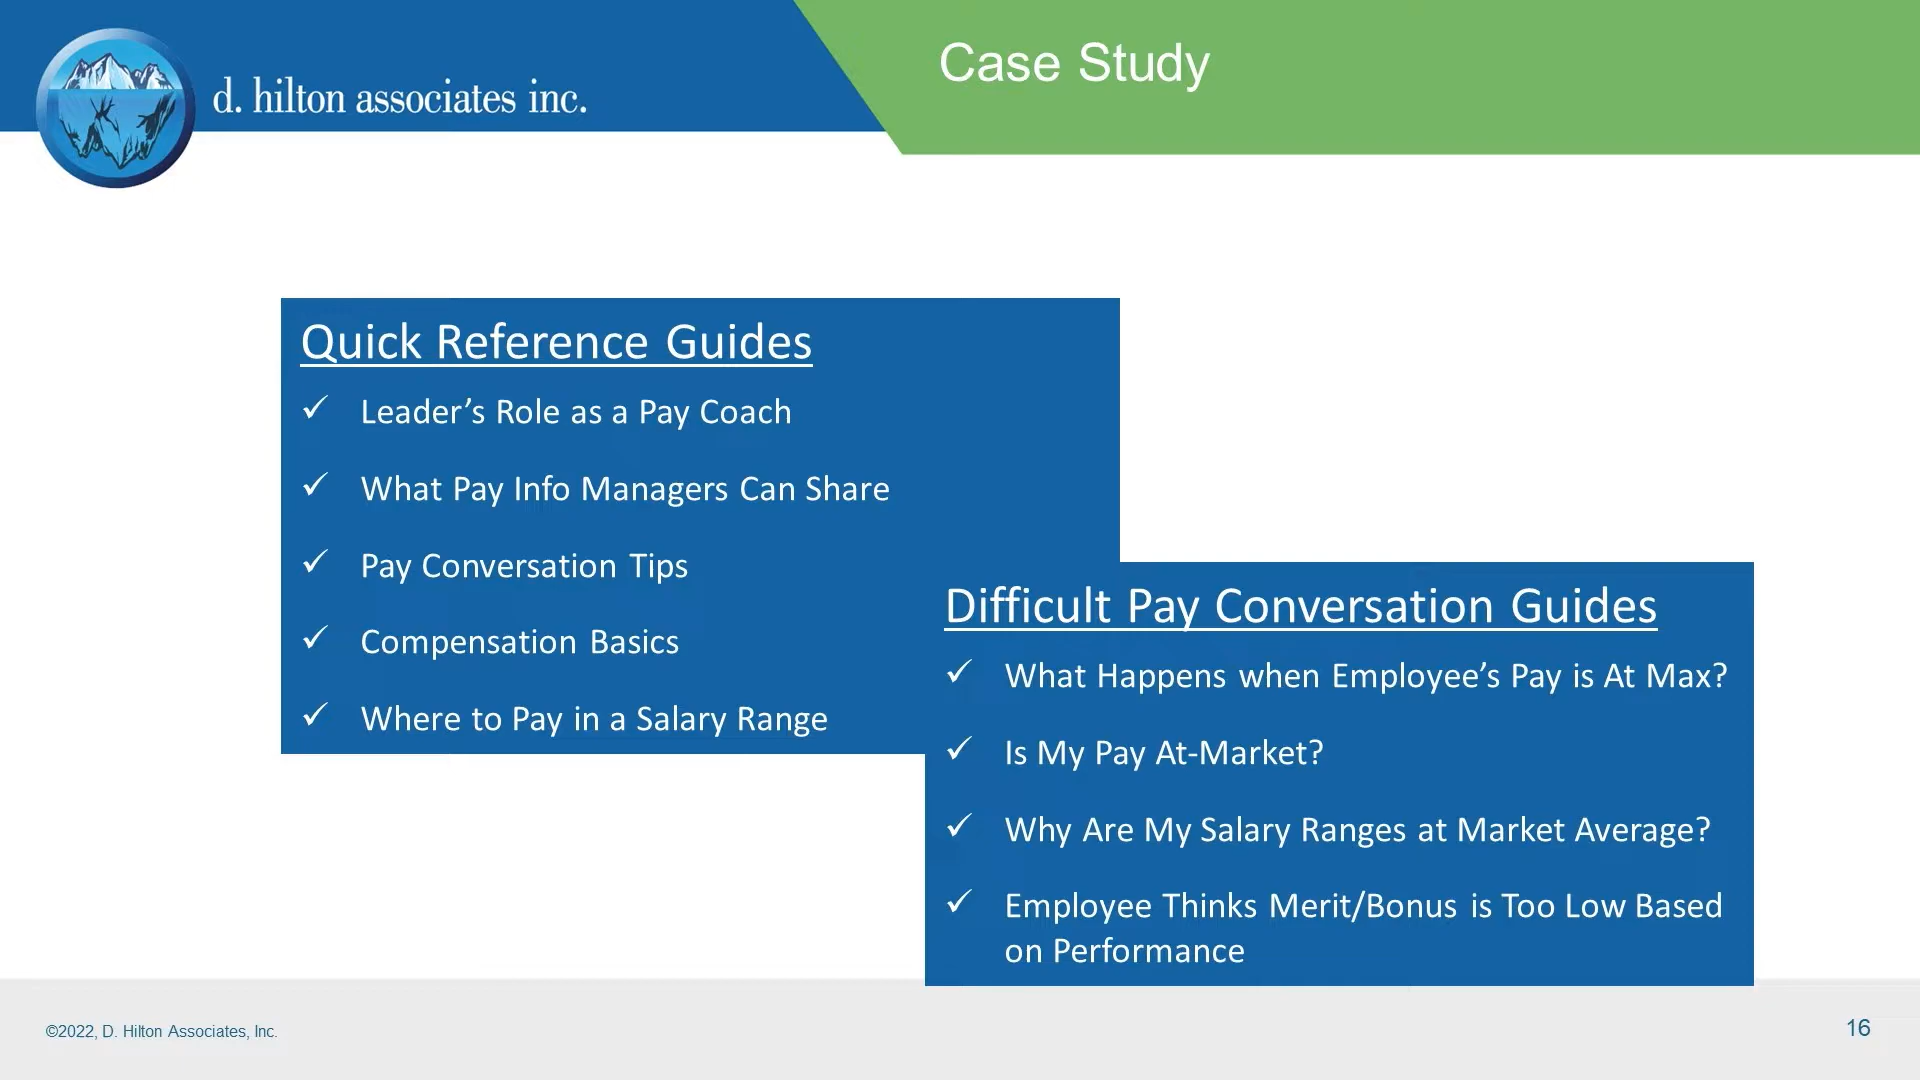 d. hilton associates inc.
Case Study
Quick Reference Guides
✓ Leader’s Role as a Pay Coach
✓ What Pay Info Managers Can Share
✓ Pay Conversation Tips
✓ Compensation Basics
✓ Where to Pay in a Salary Range
Difficult Pay Conversation Guides
✓ What Happens when Employee’s Pay is At Max?
✓ Is My Pay At-Market?
✓ Why Are My Salary Ranges at Market Average?
✓ Employee Thinks Merit/Bonus is Too Low Based
on Performance
©2022, D. Hilton Associates, Inc.
16